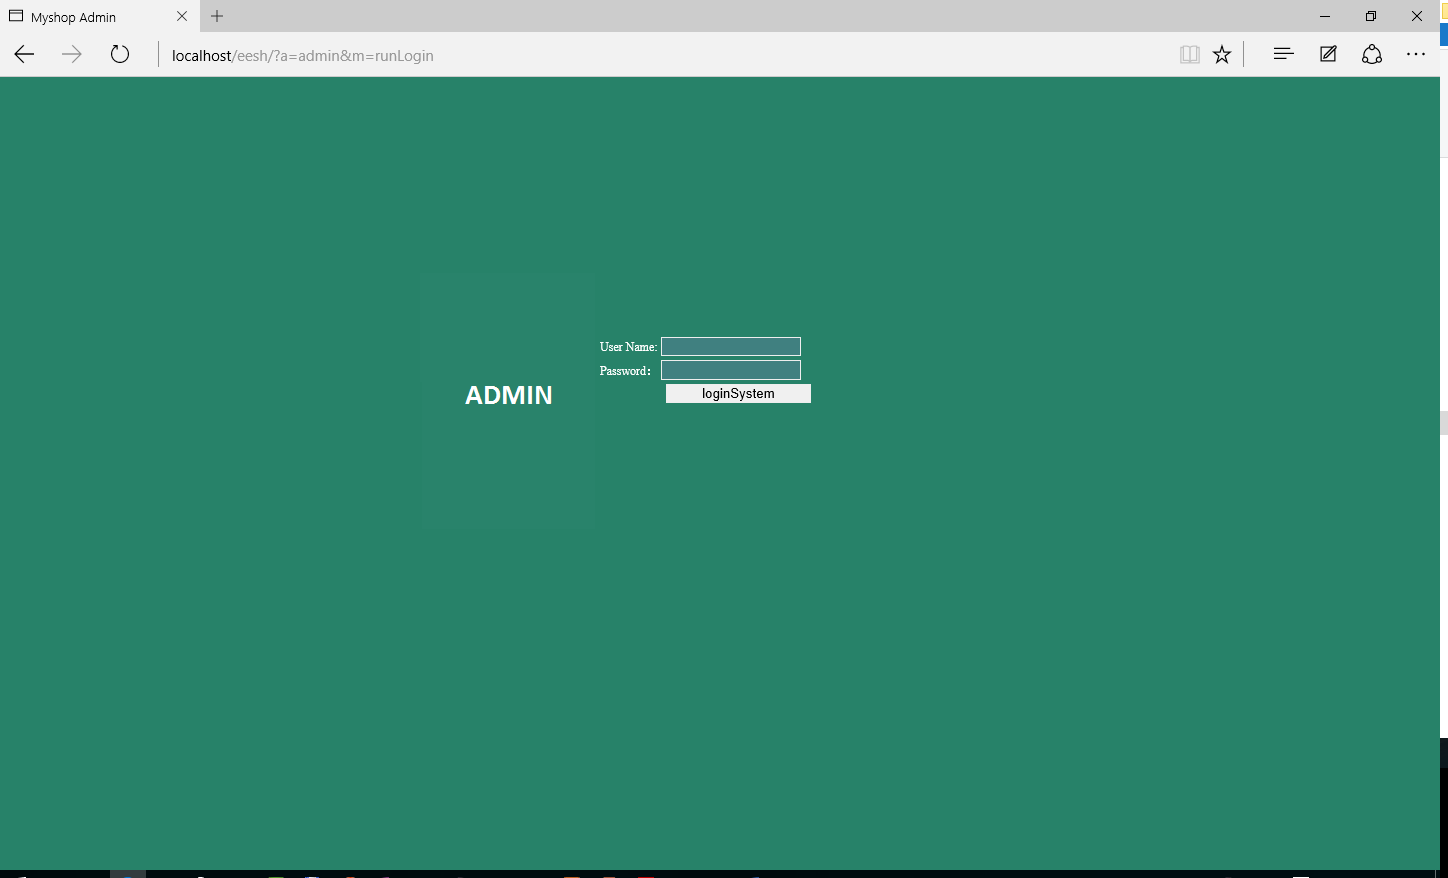 Myshop Admin
localhost/eesh/?a=admin&m=runLogin
User Name:
Password：
ADMIN
loginSystem